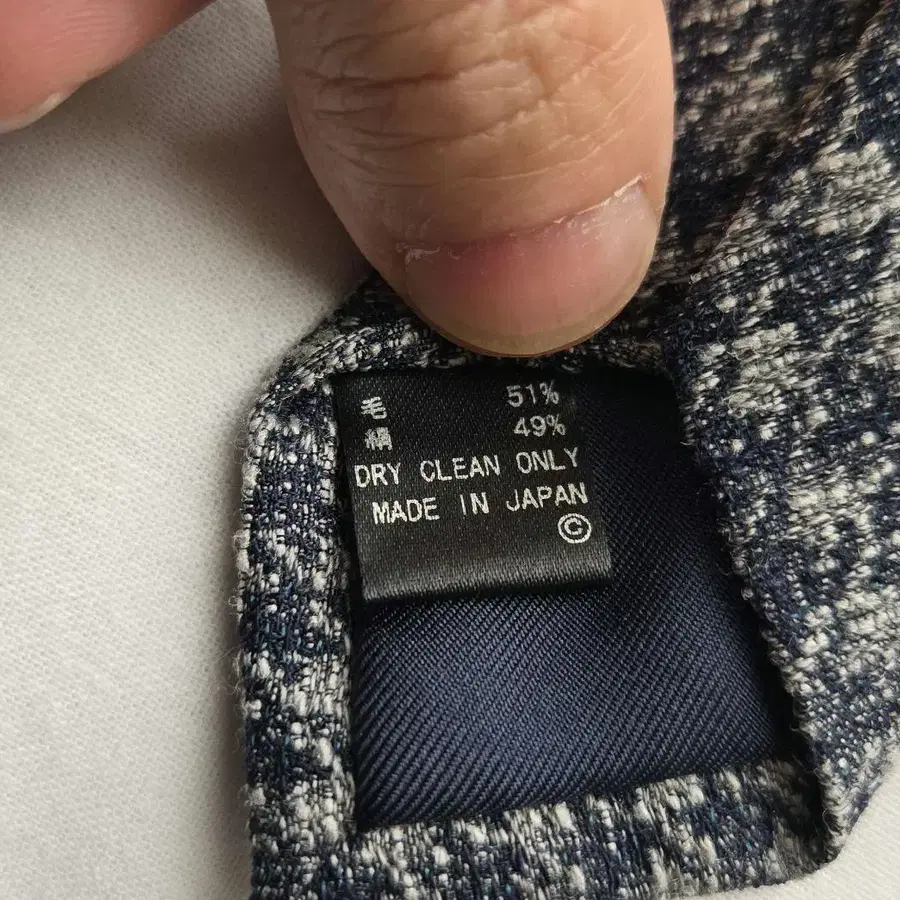 毛 51%
絹 49%
DRY CLEAN ONLY
MADE IN JAPAN
©